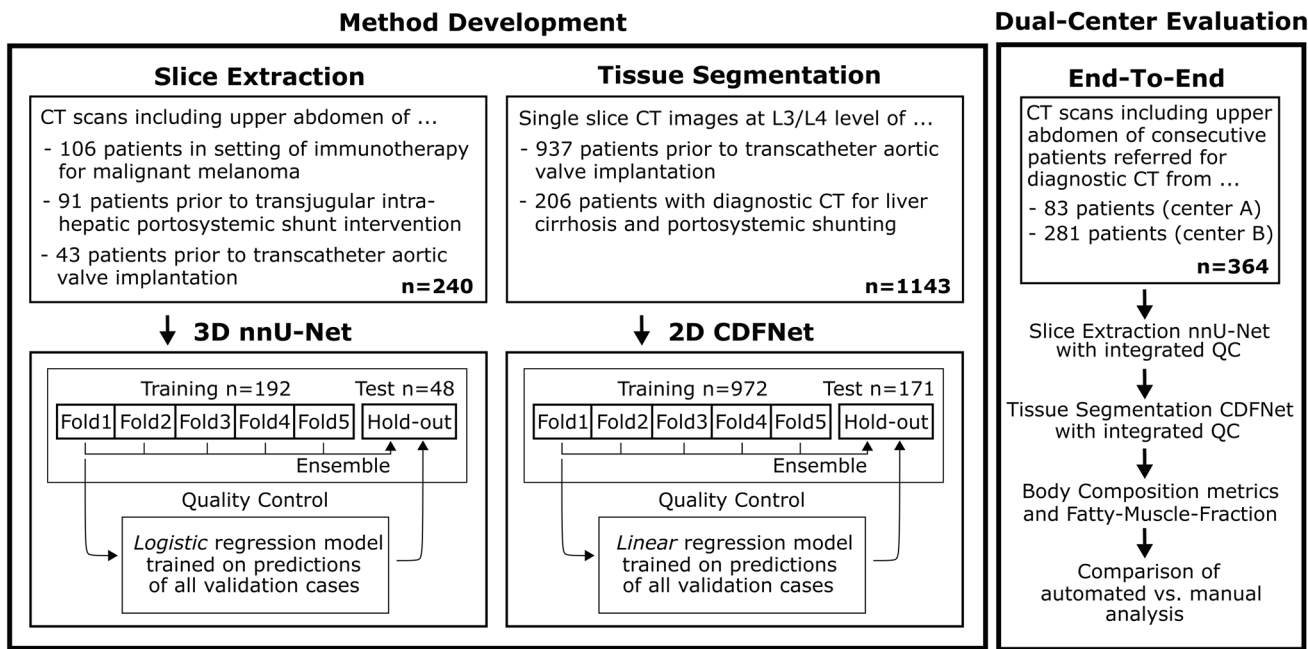 Method Development
Slice Extraction
CT scans including upper abdomen of ...
- 106 patients in setting of immunotherapy
for malignant melanoma
- 91 patients prior to transjugular intra-
hepatic portosystemic shunt intervention
- 43 patients prior to transcatheter aortic
valve implantation
n=240
3D nnU-Net
Training n=192
Test n=48
Fold1 Fold2 Fold3 Fold4 Fold5 Hold-out
Ensemble
Quality Control
Logistic regression model
trained on predictions
of all validation cases
Tissue Segmentation
Single slice CT images at L3/L4 level of ...
- 937 patients prior to transcatheter aortic
valve implantation
- 206 patients with diagnostic CT for liver
cirrhosis and portosystemic shunting
n=1143
2D CDFNet
Training n=972
Test n=171
Fold1 Fold2 Fold3 Fold4 Fold5 Hold-out
Ensemble
Quality Control
Linear regression model
trained on predictions
of all validation cases
Dual-Center Evaluation
End-To-End
CT scans including upper
abdomen of consecutive
patients referred for
diagnostic CT from ...
- 83 patients (center A)
- 281 patients (center B)
n=364
Slice Extraction nnU-Net
with integrated QC
Tissue Segmentation CDFNet
with integrated QC
Body Composition metrics
and Fatty-Muscle-Fraction
Comparison of
automated vs. manual
analysis